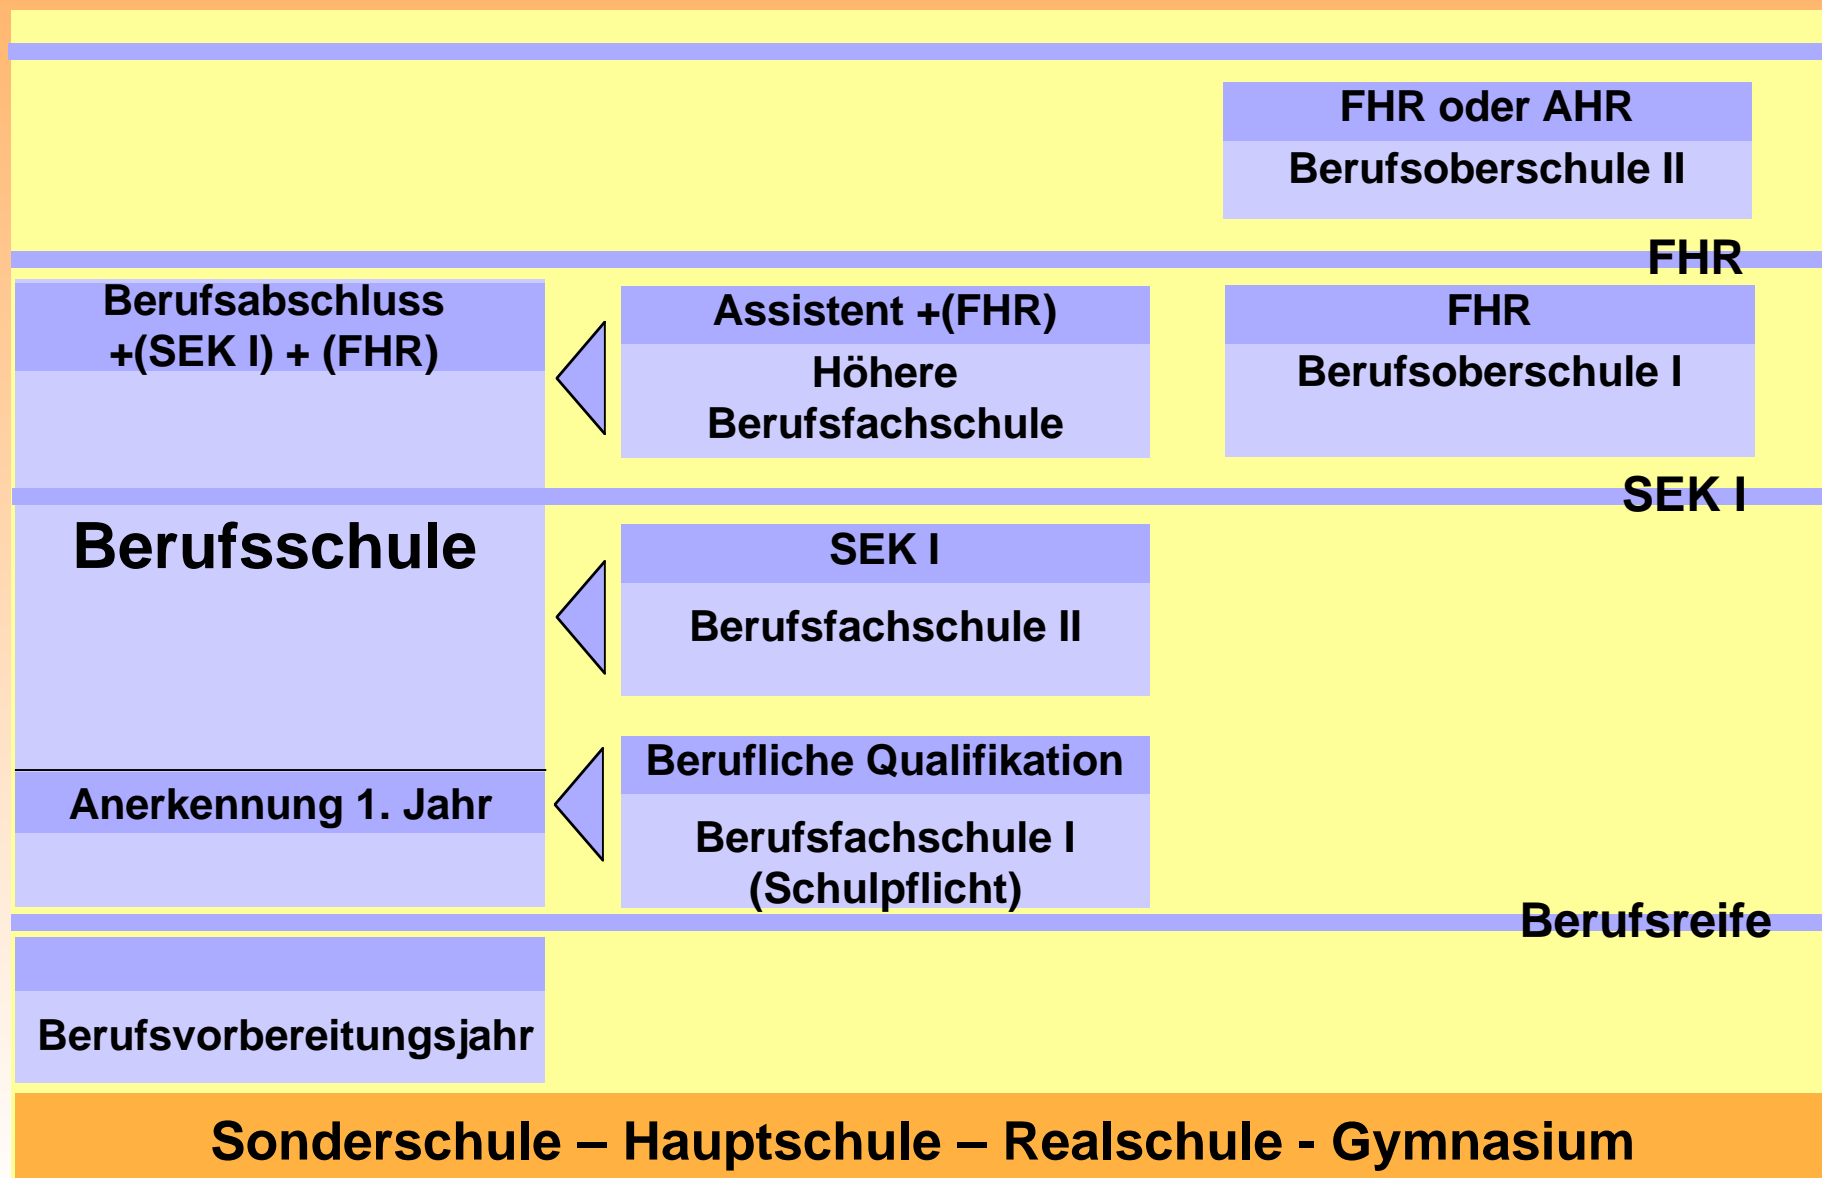 FHR oder AHR
Berufsoberschule II
FHR
Berufsabschluss
+(SEK I) + (FHR)
Assistent +(FHR)
Höhere
Berufsfachschule
FHR
Berufsoberschule I
SEK I
Berufsschule
SEK I
Berufsfachschule II
Anerkennung 1. Jahr
Berufliche Qualifikation
Berufsfachschule I
(Schulpflicht)
Berufsreife
Berufsvorbereitungsjahr
Sonderschule – Hauptschule – Realschule - Gymnasium